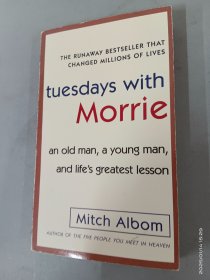 THE RUNAWAY BESTSELLER THAT
CHANGED MILLIONS OF LIVES
tuesdays with
Morrie
an old man, a young man,
and life's greatest lesson
Mitch Albom
AUTHOR OF THE FIVE PEOPLE YOU MEET IN HEAVEN